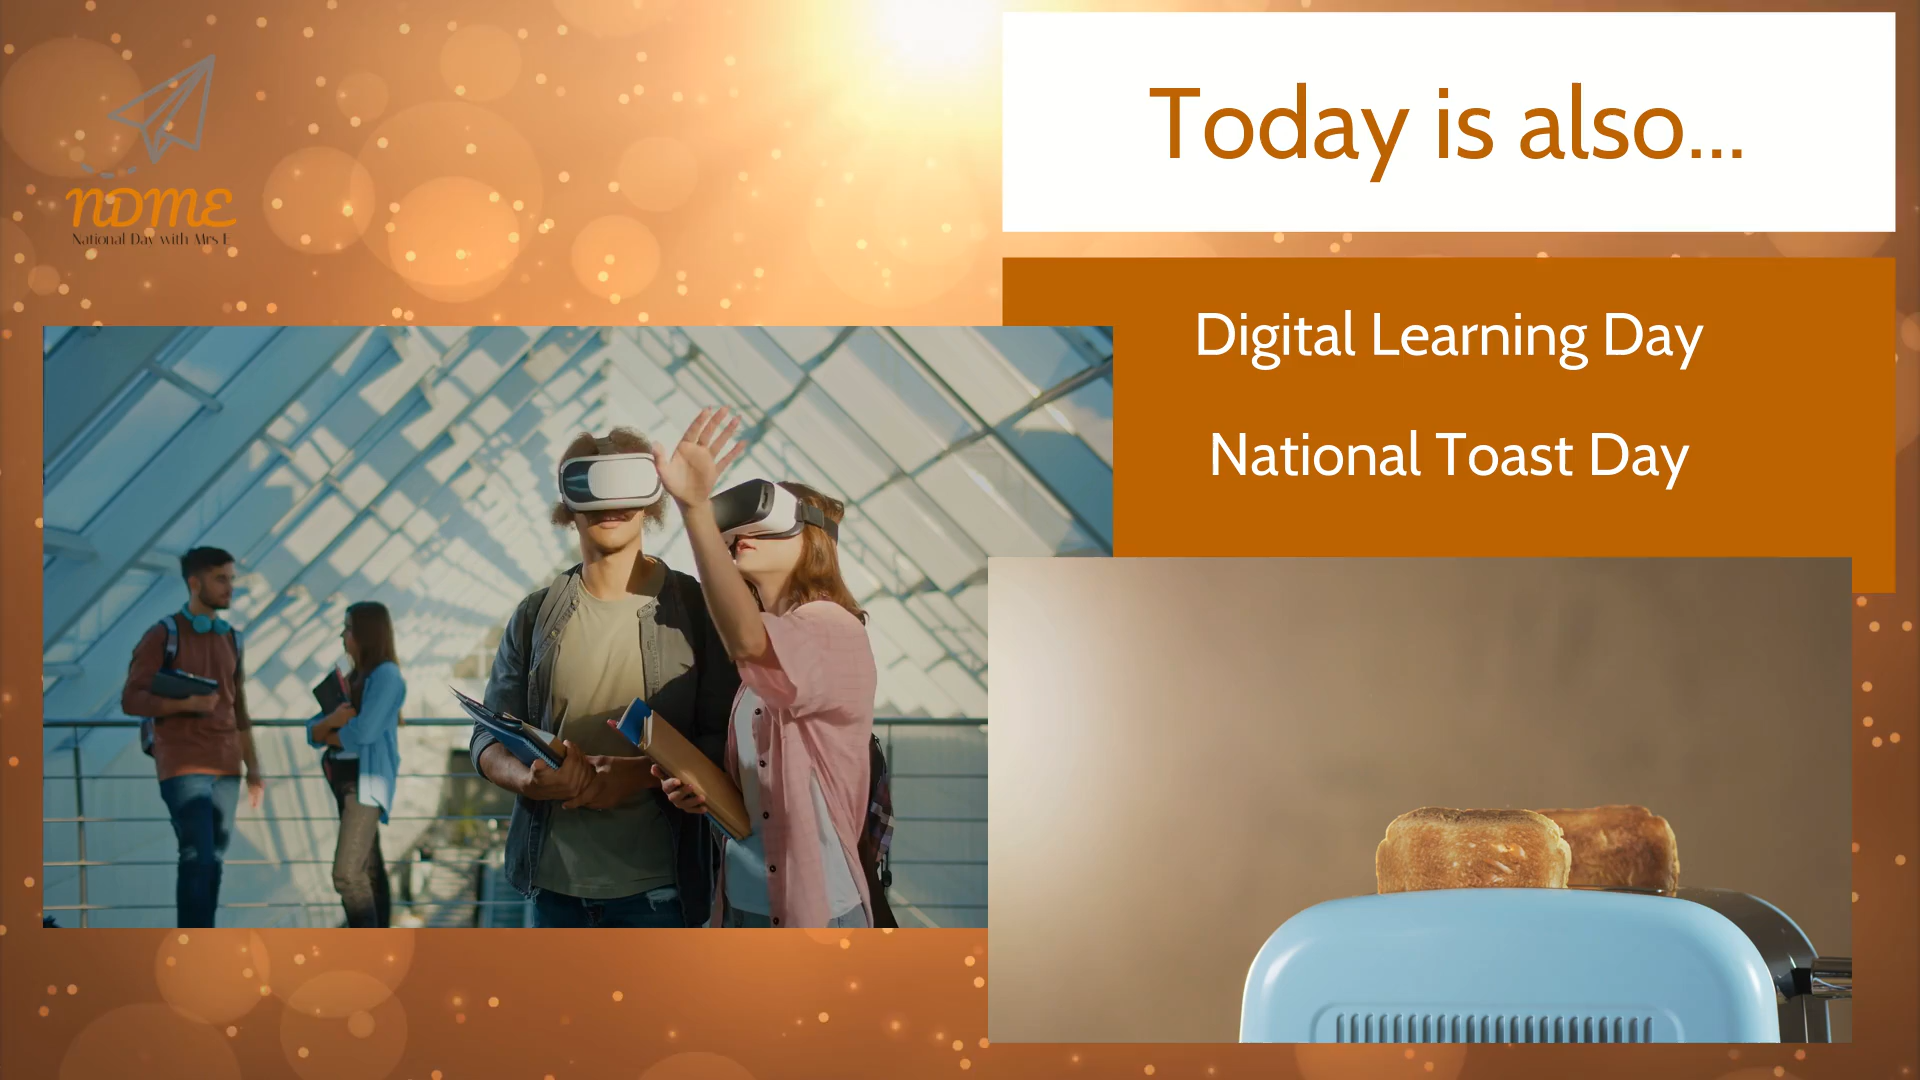 Today is also...
Digital Learning Day
National Toast Day
NDME
National Day with Mrs E